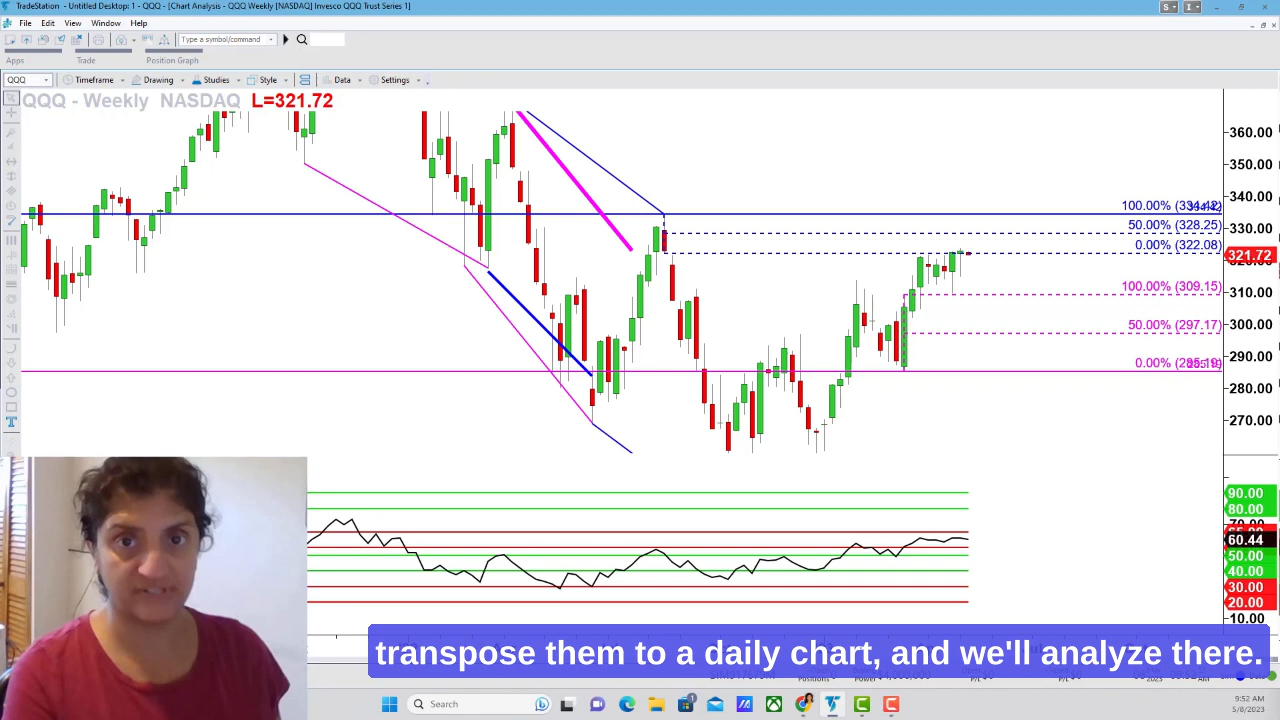 TradeStation - Untitled Desktop: 1 - QQQ - [Chart Analysis - QQQ Weekly [NASDAQ] Invesco QQQ Trust Series 1]
File Edit View Window Help
Type a symbol/command
Apps Trade Position Graph
QQQ Timeframe Drawing Studies Style Data Settings
QQQ - Weekly NASDAQ L=321.72
360.00
350.00
340.00
100.00% (334.42)
330.00
50.00% (328.25)
0.00% (322.08)
321.72
310.00
100.00% (309.15)
300.00
50.00% (297.17)
290.00
0.00% (285.19)
280.00
270.00
90.00
80.00
60.44
50.00
40.00
30.00
20.00
10.00
transpose them to a daily chart, and we'll analyze there.
Search
9:52 AM
5/8/2023